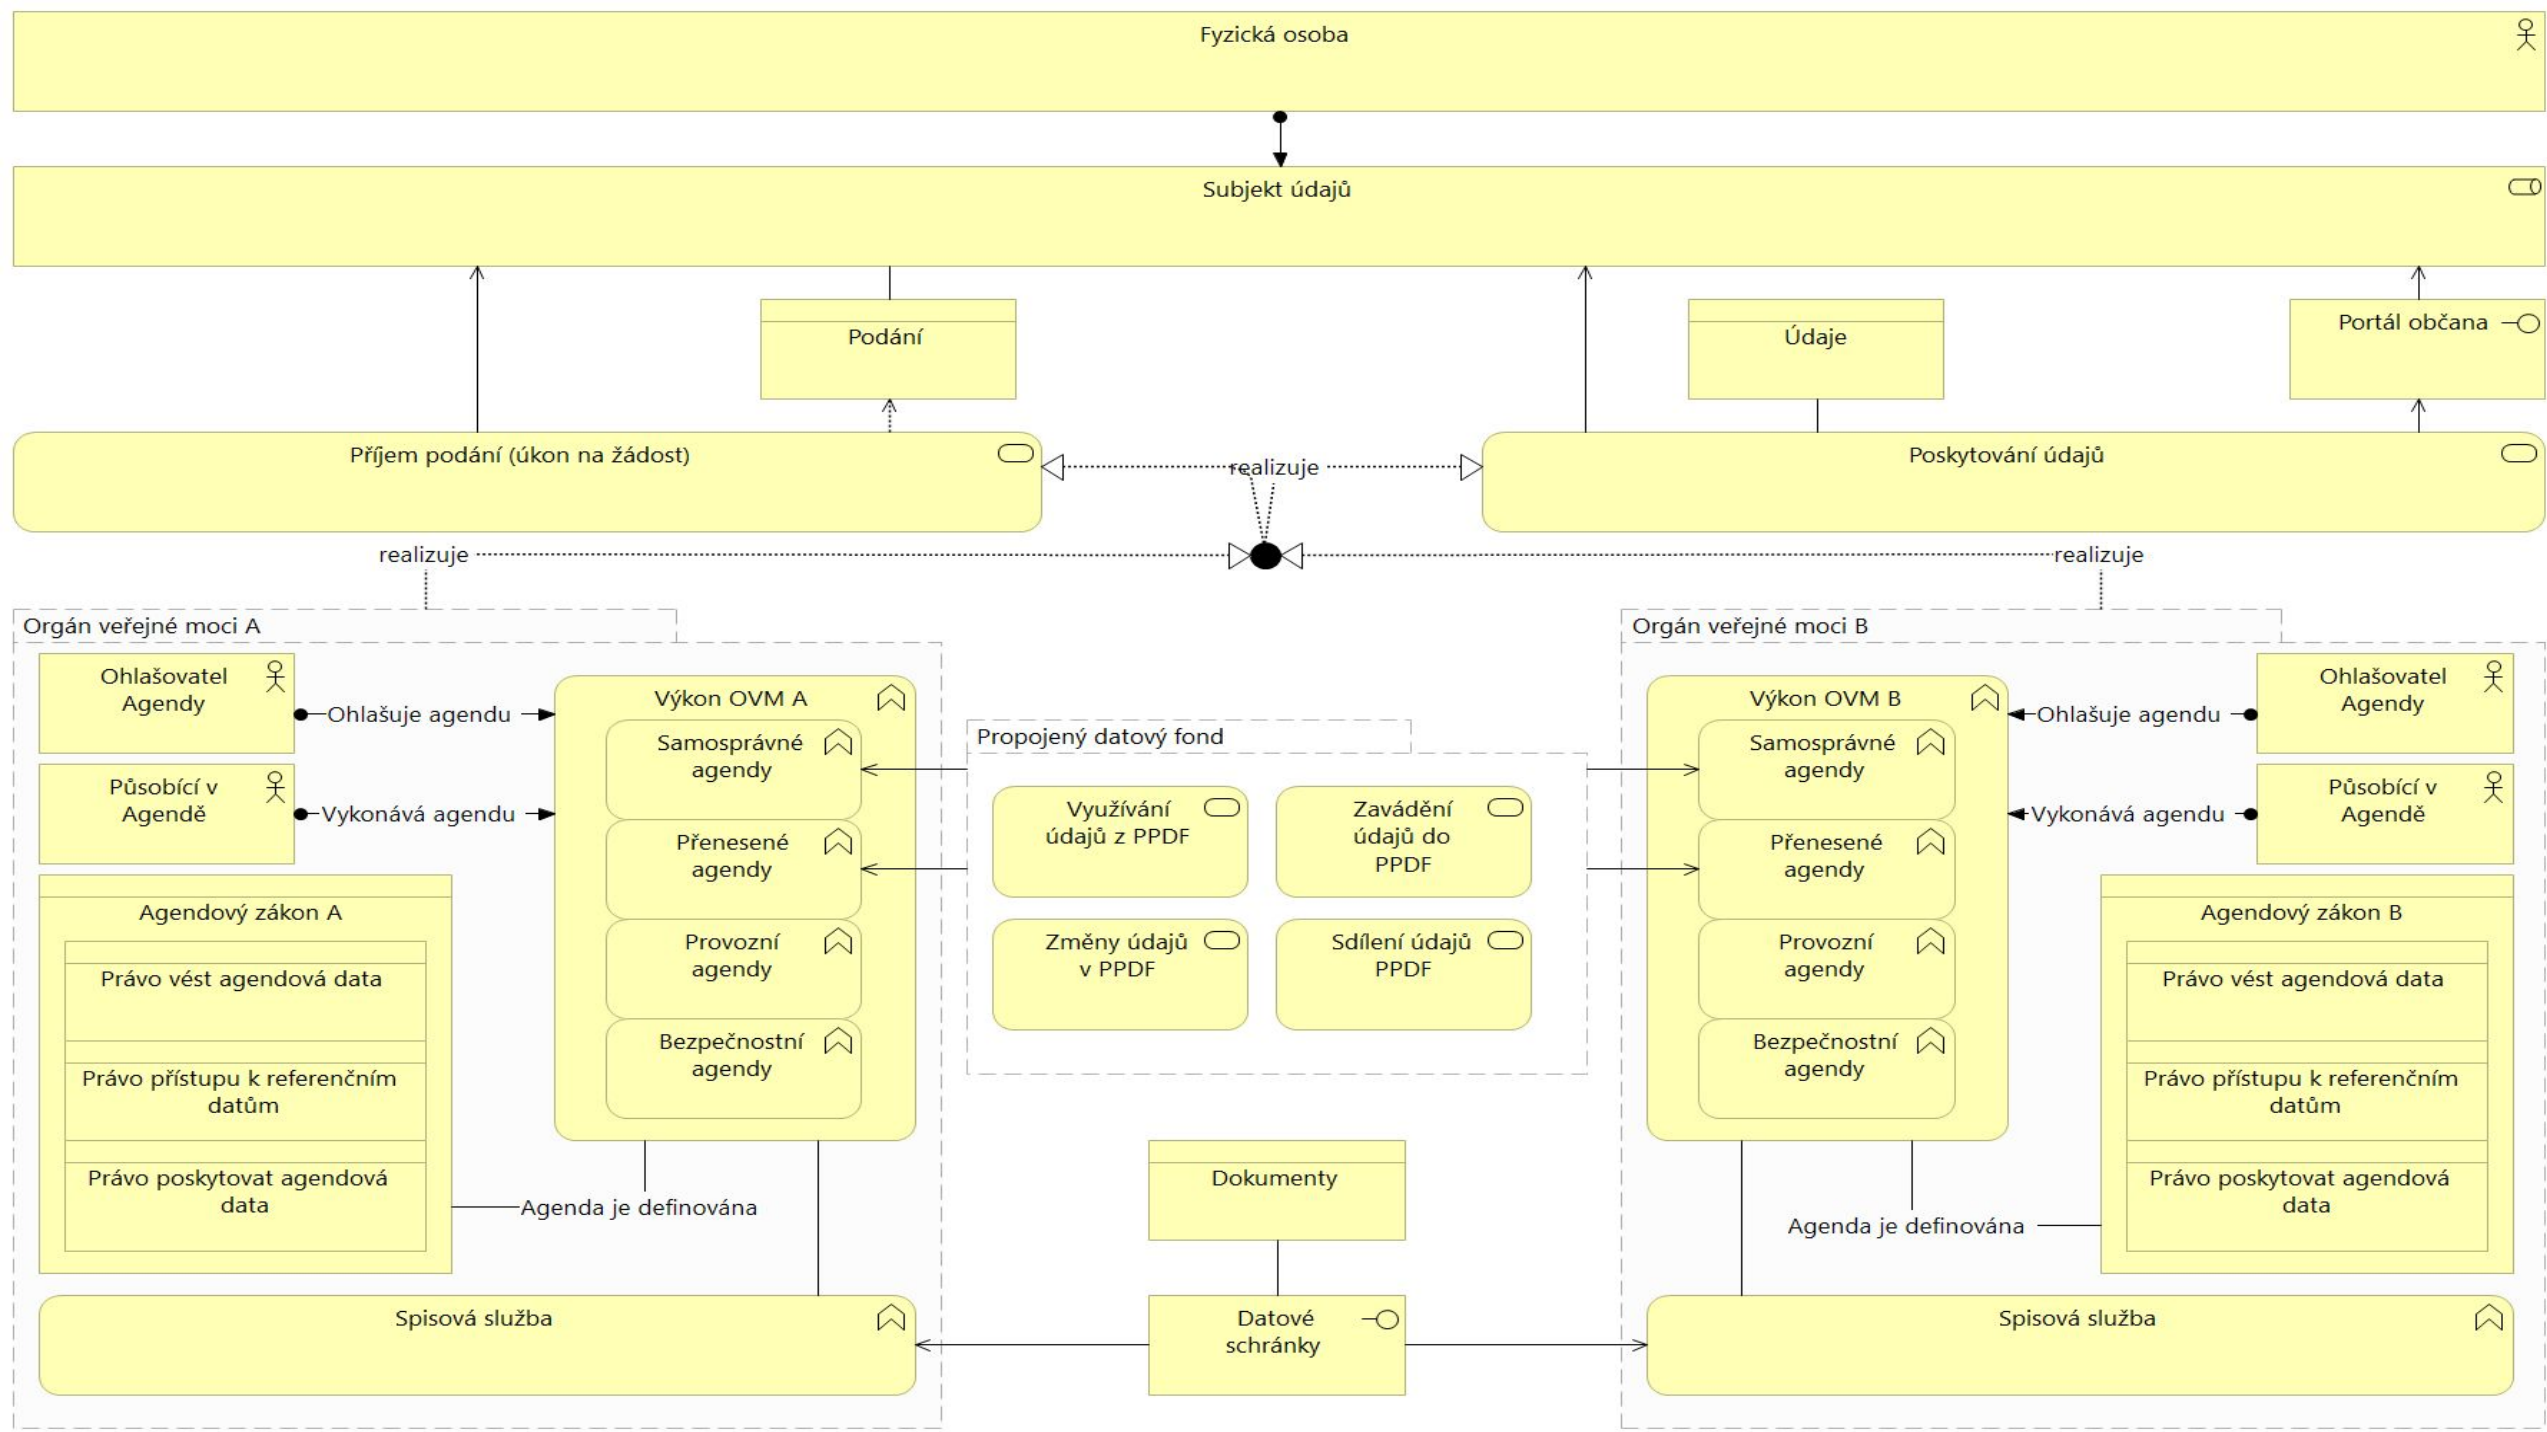 Fyzická osoba
Subjekt údajů
Podání
Údaje
Portál občana
Příjem podání (úkon na žádost)
realizuje
Poskytování údajů
realizuje
realizuje
Orgán veřejné moci A
Ohlašovatel
Agendy
Ohlašuje agendu
Působící v
Agendě
Vykonává agendu
Výkon OVM A
Samosprávné
agendy
Přenesené
agendy
Provozní
agendy
Bezpečnostní
agendy
Agendový zákon A
Právo vést agendová data
Právo přístupu k referenčním
datům
Právo poskytovat agendová
data
Agenda je definována
Spisová služba
Propojený datový fond
Využívání
údajů z PPDF
Zavádění
údajů do
PPDF
Změny údajů
v PPDF
Sdílení údajů
PPDF
Dokumenty
Datové
schránky
Orgán veřejné moci B
Výkon OVM B
Samosprávné
agendy
Přenesené
agendy
Provozní
agendy
Bezpečnostní
agendy
Ohlašuje agendu
Ohlašovatel
Agendy
Vykonává agendu
Působící v
Agendě
Agendový zákon B
Právo vést agendová data
Právo přístupu k referenčním
datům
Právo poskytovat agendová
data
Agenda je definována
Spisová služba